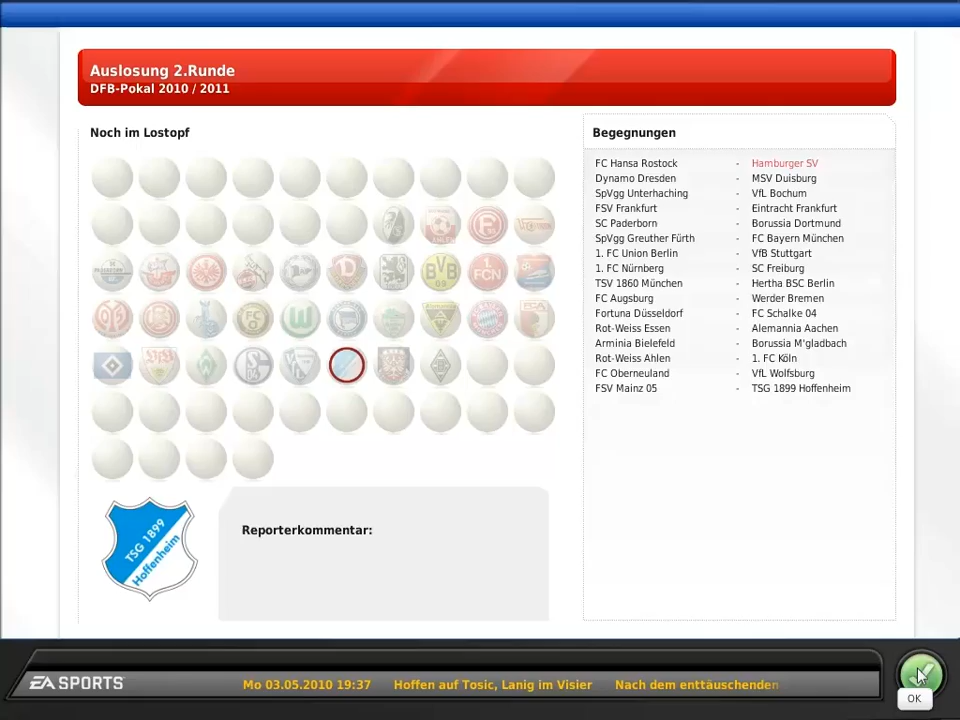 Auslosung 2.Runde
DFB-Pokal 2010 / 2011
Noch im Lostopf
Begegnungen
FC Hansa Rostock - Hamburger SV
Dynamo Dresden - MSV Duisburg
SpVgg Unterhaching - VfL Bochum
FSV Frankfurt - Eintracht Frankfurt
SC Paderborn - Borussia Dortmund
SpVgg Greuther Fürth - FC Bayern München
1. FC Union Berlin - VfB Stuttgart
1. FC Nürnberg - SC Freiburg
TSV 1860 München - Hertha BSC Berlin
FC Augsburg - Werder Bremen
Fortuna Düsseldorf - FC Schalke 04
Rot-Weiss Essen - Alemannia Aachen
Arminia Bielefeld - Borussia M'gladbach
Rot-Weiss Ahlen - 1. FC Köln
FC Oberneuland - VfL Wolfsburg
FSV Mainz 05 - TSG 1899 Hoffenheim
TSG 1899
Hoffenheim
Reporterkommentar:
EA SPORTS
Mo 03.05.2010 19:37 Hoffen auf Tosic, Lanig im Visier Nach dem enttäuschenden
OK